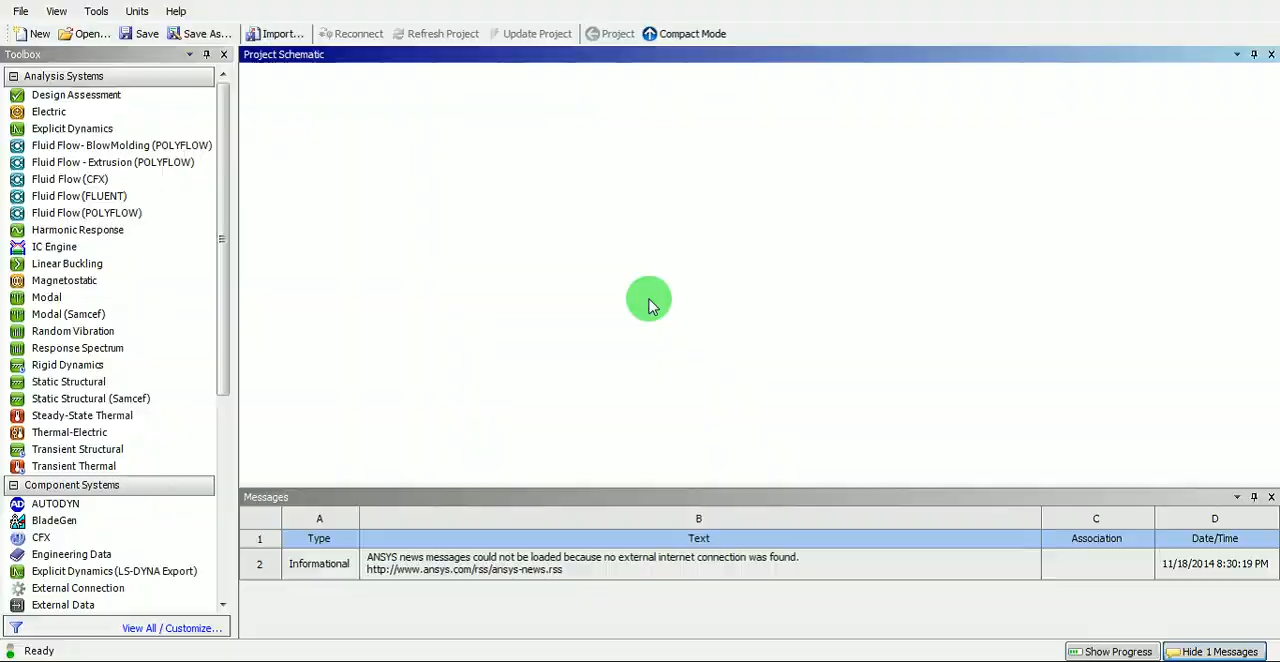 File View Tools Units Help
New Open... Save Save As... Import... Reconnect Refresh Project Update Project Project Compact Mode
Toolbox
Project Schematic
Analysis Systems
Design Assessment
Electric
Explicit Dynamics
Fluid Flow- BlowMolding (POLYFLOW)
Fluid Flow - Extrusion (POLYFLOW)
Fluid Flow (CFX)
Fluid Flow (FLUENT)
Fluid Flow (POLYFLOW)
Harmonic Response
IC Engine
Linear Buckling
Magnetostatic
Modal
Modal (Samcef)
Random Vibration
Response Spectrum
Rigid Dynamics
Static Structural
Static Structural (Samcef)
Steady-State Thermal
Thermal-Electric
Transient Structural
Transient Thermal
Component Systems
AUTODYN
BladeGen
CFX
Engineering Data
Explicit Dynamics (LS-DYNA Export)
External Connection
External Data
View All / Customize...
Messages
A B C D
1 Type Text Association Date/Time
2 Informational ANSYS news messages could not be loaded because no external internet connection was found. 11/18/2014 8:30:19 PM
http://www.ansys.com/rss/ansys-news.rss
Ready Show Progress Hide 1 Messages